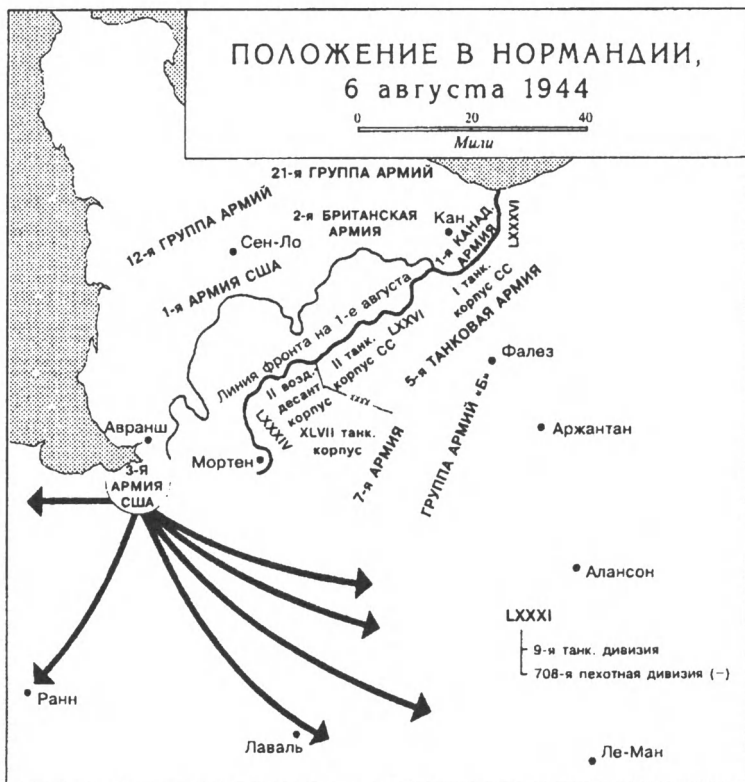 ПОЛОЖЕНИЕ В НОРМАНДИИ,
6 августа 1944
0 20 40
Мили
21-я ГРУППА АРМИЙ
12-я ГРУППА АРМИЙ
2-я БРИТАНСКАЯ
АРМИЯ
Кан
1-я КАНАД.
АРМИЯ
LXXXVI
Сен-Ло
1-я АРМИЯ США
Линия фронта на 1-е августа
I танк.
корпус СС
LXXVI
II танк.
корпус СС
5-я ТАНКОВАЯ АРМИЯ
Фалез
II возд.
десант
корпус
LXXXIV
xxxx
XLVII танк.
корпус
7-я АРМИЯ
ГРУППА АРМИЙ «Б»
Аржантан
Авранш
Мортен
3-Я
АРМИЯ
США
Алансон
LXXXI
9-я танк. дивизия
708-я пехотная дивизия (−)
Ранн
Лаваль
Ле-Ман